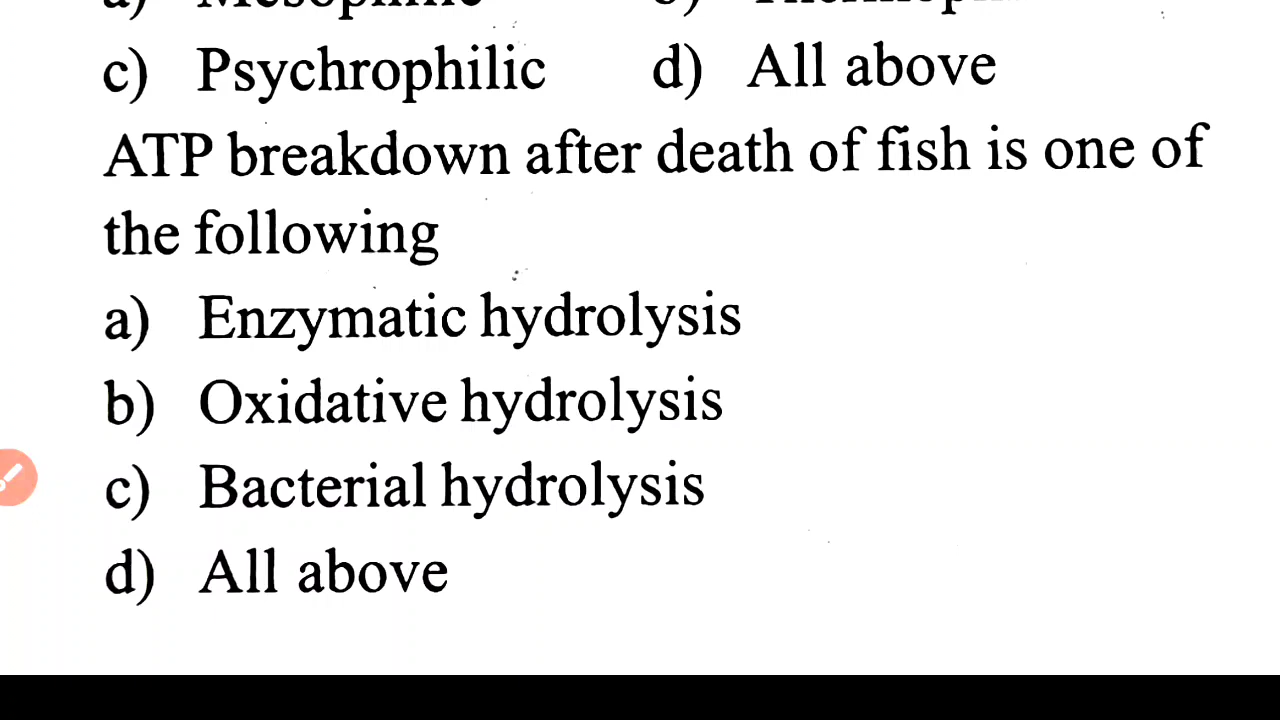 c) Psychrophilic d) All above
ATP breakdown after death of fish is one of
the following
a) Enzymatic hydrolysis
b) Oxidative hydrolysis
c) Bacterial hydrolysis
d) All above